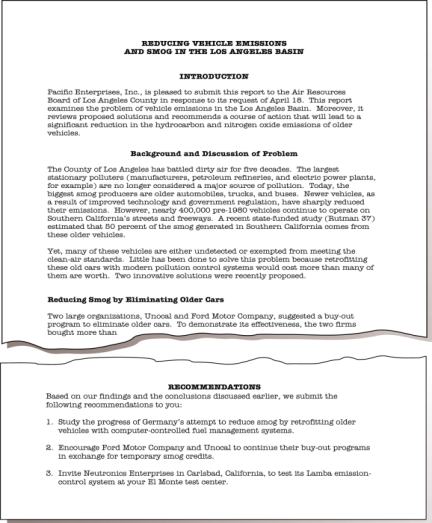 REDUCING VEHICLE EMISSIONS
AND SMOG IN THE LOS ANGELES BASIN
INTRODUCTION
Pacific Enterprises, Inc., is pleased to submit this report to the Air Resources
Board of Los Angeles County in response to its request of April 18. This report
examines the problem of vehicle emissions in the Los Angeles Basin. Moreover, it
reviews proposed solutions and recommends a course of action that will lead to a
significant reduction in the hydrocarbon and nitrogen oxide emissions of older
vehicles.
Background and Discussion of Problem
The County of Los Angeles has battled dirty air for five decades. The largest
stationary polluters (manufacturers, petroleum refineries, and electric power plants,
for example) are no longer considered a major source of pollution. Today, the
biggest smog producers are older automobiles, trucks, and buses. Newer vehicles, as
a result of improved technology and government regulation, have sharply reduced
their emissions. However, nearly 400,000 pre-1980 vehicles continue to operate on
Southern California's streets and freeways. A recent state-funded study (Rutman 37)
estimated that 50 percent of the smog generated in Southern California comes from
these older vehicles.
Yet, many of these vehicles are either undetected or exempted from meeting the
clean-air standards. Little has been done to solve this problem because retrofitting
these old cars with modern pollution control systems would cost more than many of
them are worth. Two innovative solutions were recently proposed.
Reducing Smog by Eliminating Older Cars
Two large organizations, Unocal and Ford Motor Company, suggested a buy-out
program to eliminate older cars. To demonstrate its effectiveness, the two firms
bought more than
RECOMMENDATIONS
Based on our findings and the conclusions discussed earlier, we submit the
following recommendations to you:
1. Study the progress of Germany's attempt to reduce smog by retrofitting older
vehicles with computer-controlled fuel management systems.
2. Encourage Ford Motor Company and Unocal to continue their buy-out programs
in exchange for temporary smog credits.
3. Invite Neutronics Enterprises in Carlsbad, California, to test its Lamba emission-
control system at your El Monte test center.